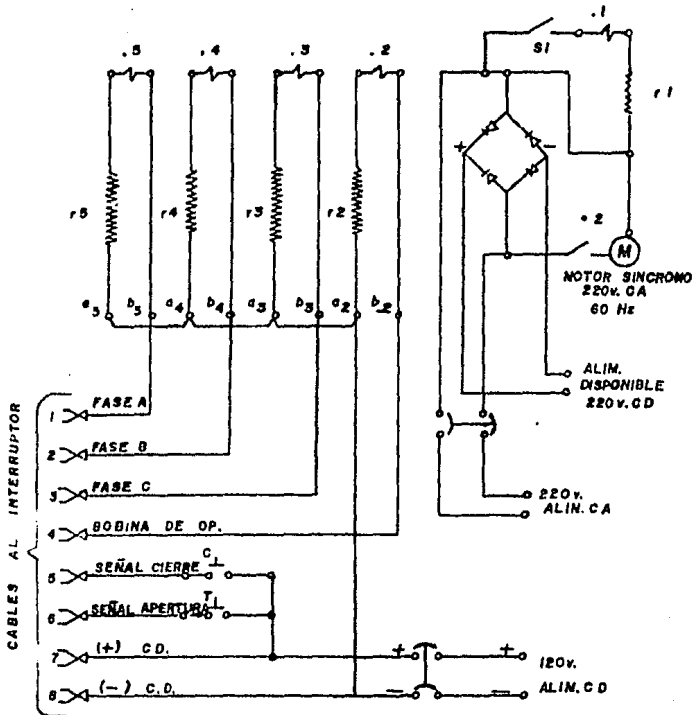 .5 .4 .3 .2
S1
.1
r1
r5 r4 r3 r2
+ -
.2
M
MOTOR SINCRONO
220v. CA
60 Hz
a5 b5 a4 b4 a3 b3 a2 b2
ALIM.
DISPONIBLE
220v. CD
220v.
ALIN. CA
CABLES AL INTERRUPTOR
1 FASE A
2 FASE B
3 FASE C
4 BOBINA DE OP.
5 SEÑAL CIERRE C
6 SEÑAL APERTURA T
7 (+) C.D. + +
120v.
ALIM. CD
8 (-) C.D. - -